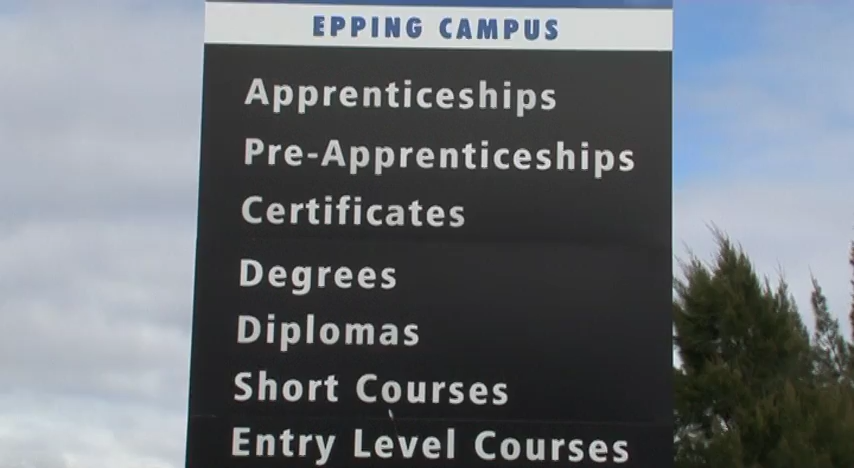 EPPING CAMPUS
Apprenticeships
Pre-Apprenticeships
Certificates
Degrees
Diplomas
Short Courses
Entry Level Courses